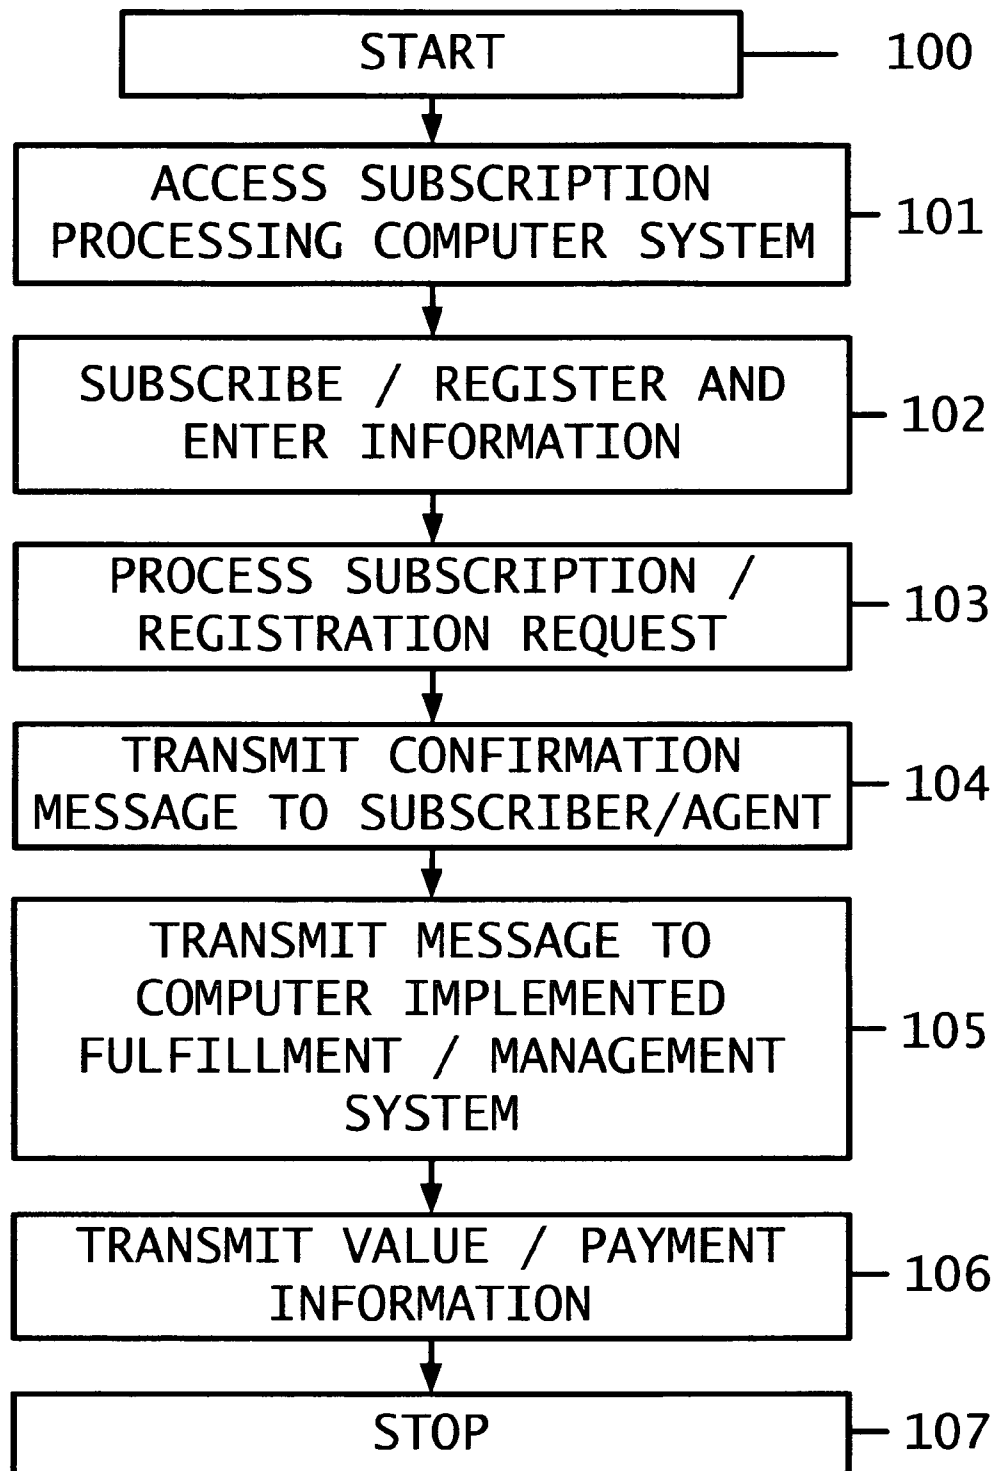 START
100
ACCESS SUBSCRIPTION
PROCESSING COMPUTER SYSTEM
101
SUBSCRIBE / REGISTER AND
ENTER INFORMATION
102
PROCESS SUBSCRIPTION /
REGISTRATION REQUEST
103
TRANSMIT CONFIRMATION
MESSAGE TO SUBSCRIBER/AGENT
104
TRANSMIT MESSAGE TO
COMPUTER IMPLEMENTED
FULFILLMENT / MANAGEMENT
SYSTEM
105
TRANSMIT VALUE / PAYMENT
INFORMATION
106
STOP
107